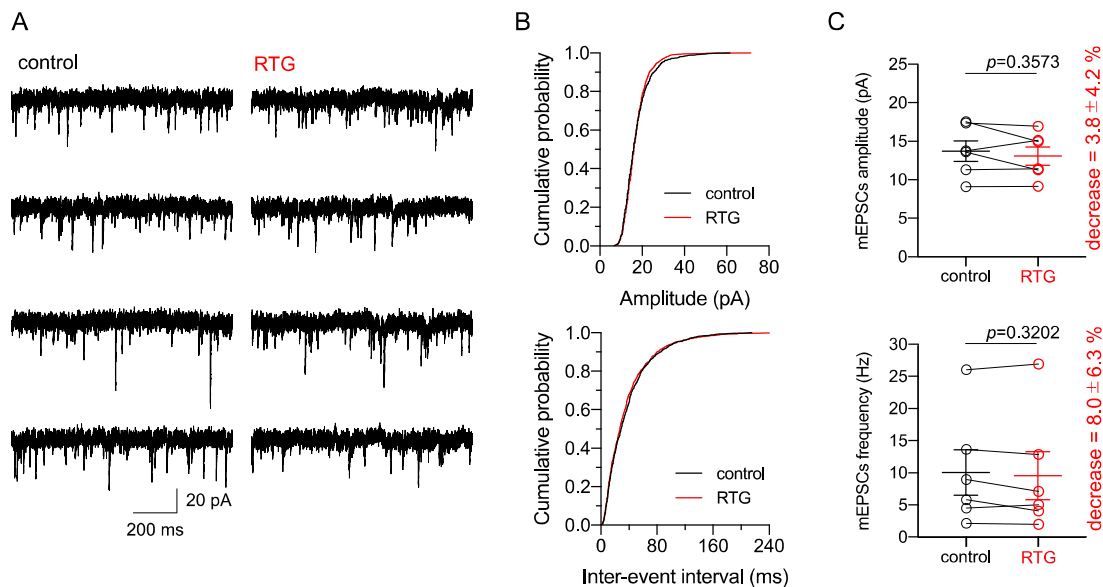 A
control
RTG
20 pA
200 ms
B
Cumulative probability
1.0
0.8
0.6
0.4
0.2
0.0
control
RTG
0
20
40
60
80
Amplitude (pA)
Cumulative probability
1.0
0.8
0.6
0.4
0.2
0.0
control
RTG
0
80
160
240
Inter-event interval (ms)
C
mEPSCs amplitude (pA)
25
20
15
10
5
0
p=0.3573
control
RTG
decrease = 3.8 ± 4.2 %
mEPSCs frequency (Hz)
30
25
20
15
10
5
0
p=0.3202
control
RTG
decrease = 8.0 ± 6.3 %